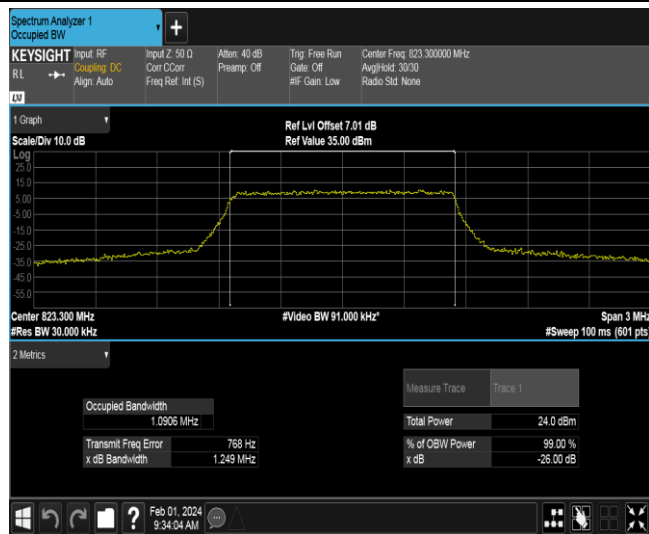 Spectrum Analyzer 1
Occupied BW
+
KEYSIGHT
RL
LXI
Input: RF
Coupling: DC
Align: Auto
Input Z: 50 Ω
Corr CCorr
Freq Ref: Int (S)
Atten: 40 dB
Preamp: Off
Trig: Free Run
Gate: Off
#IF Gain: Low
Center Freq: 823.300000 MHz
Avg|Hold: 30/30
Radio Std: None
1 Graph
Scale/Div 10.0 dB
Ref Lvl Offset 7.01 dB
Ref Value 35.00 dBm
Log
25.0
15.0
5.00
-5.00
-15.0
-25.0
-35.0
-45.0
-55.0
Center 823.300 MHz
#Res BW 30.000 kHz
#Video BW 91.000 kHz*
Span 3 MHz
#Sweep 100 ms (601 pts)
2 Metrics
Measure Trace Trace 1
Occupied Bandwidth
1.0906 MHz
Total Power 24.0 dBm
Transmit Freq Error 768 Hz
% of OBW Power 99.00 %
x dB Bandwidth 1.249 MHz
x dB -26.00 dB
?
Feb 01, 2024
9:34:04 AM